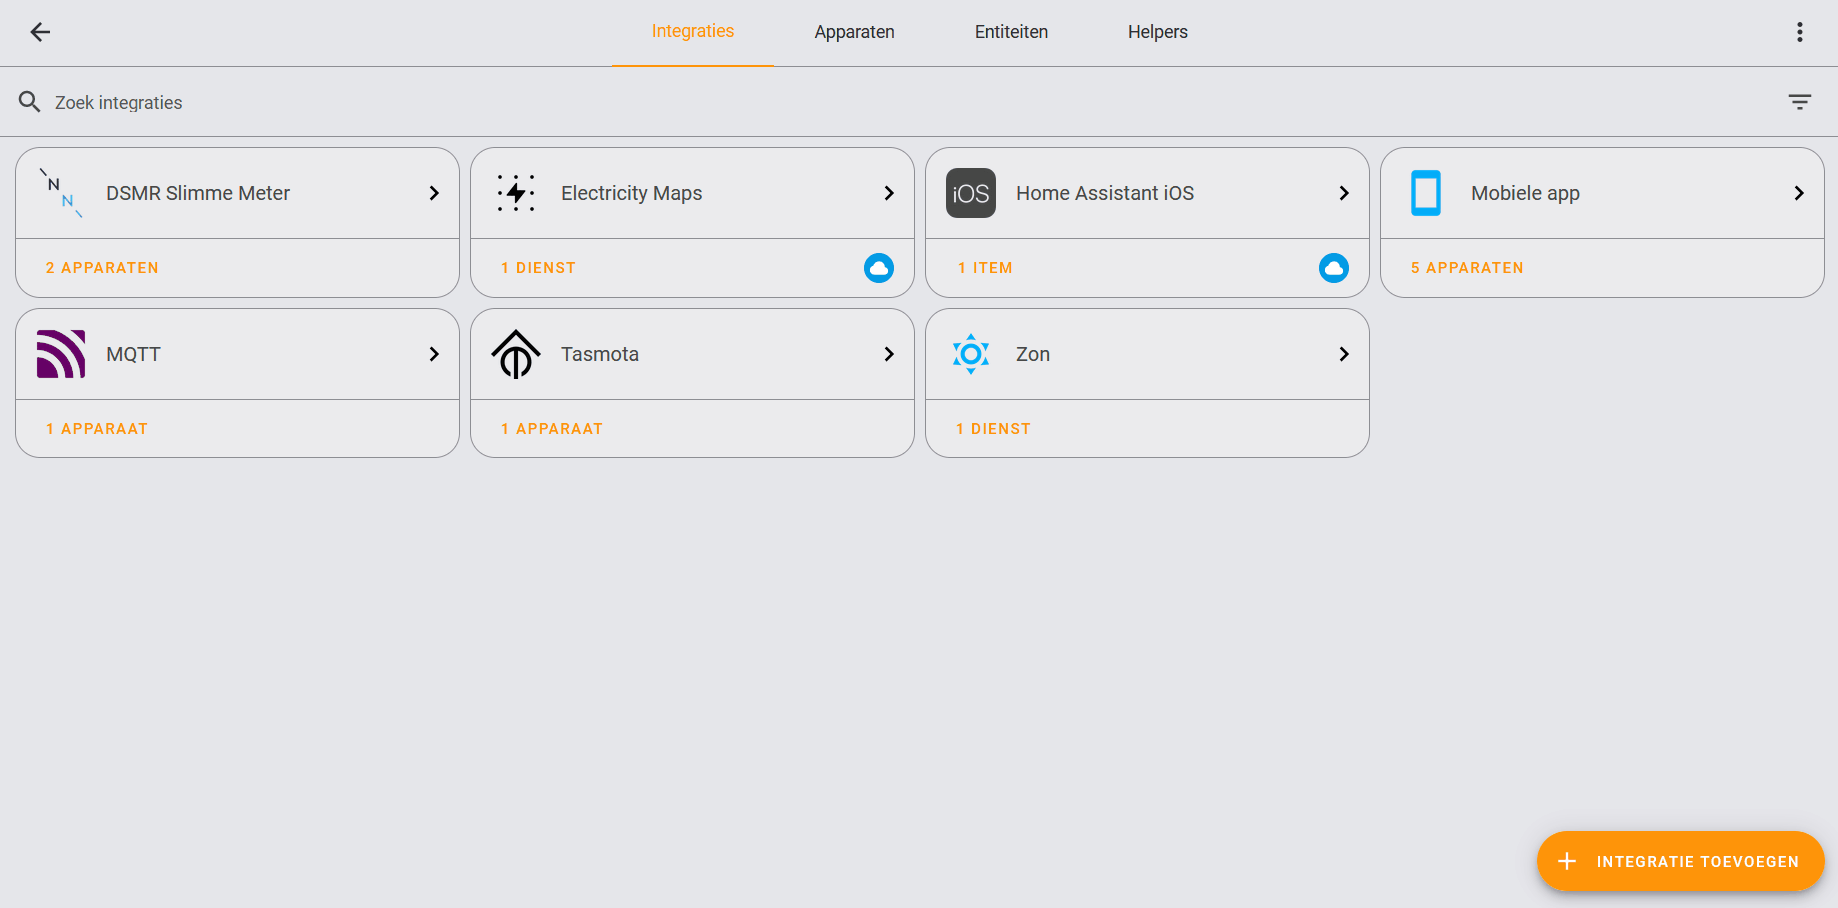 Integraties
Apparaten
Entiteiten
Helpers
Zoek integraties
N
N
DSMR Slimme Meter
2 APPARATEN
Electricity Maps
1 DIENST
iOS
Home Assistant iOS
1 ITEM
Mobiele app
5 APPARATEN
MQTT
1 APPARAAT
Tasmota
1 APPARAAT
Zon
1 DIENST
INTEGRATIE TOEVOEGEN